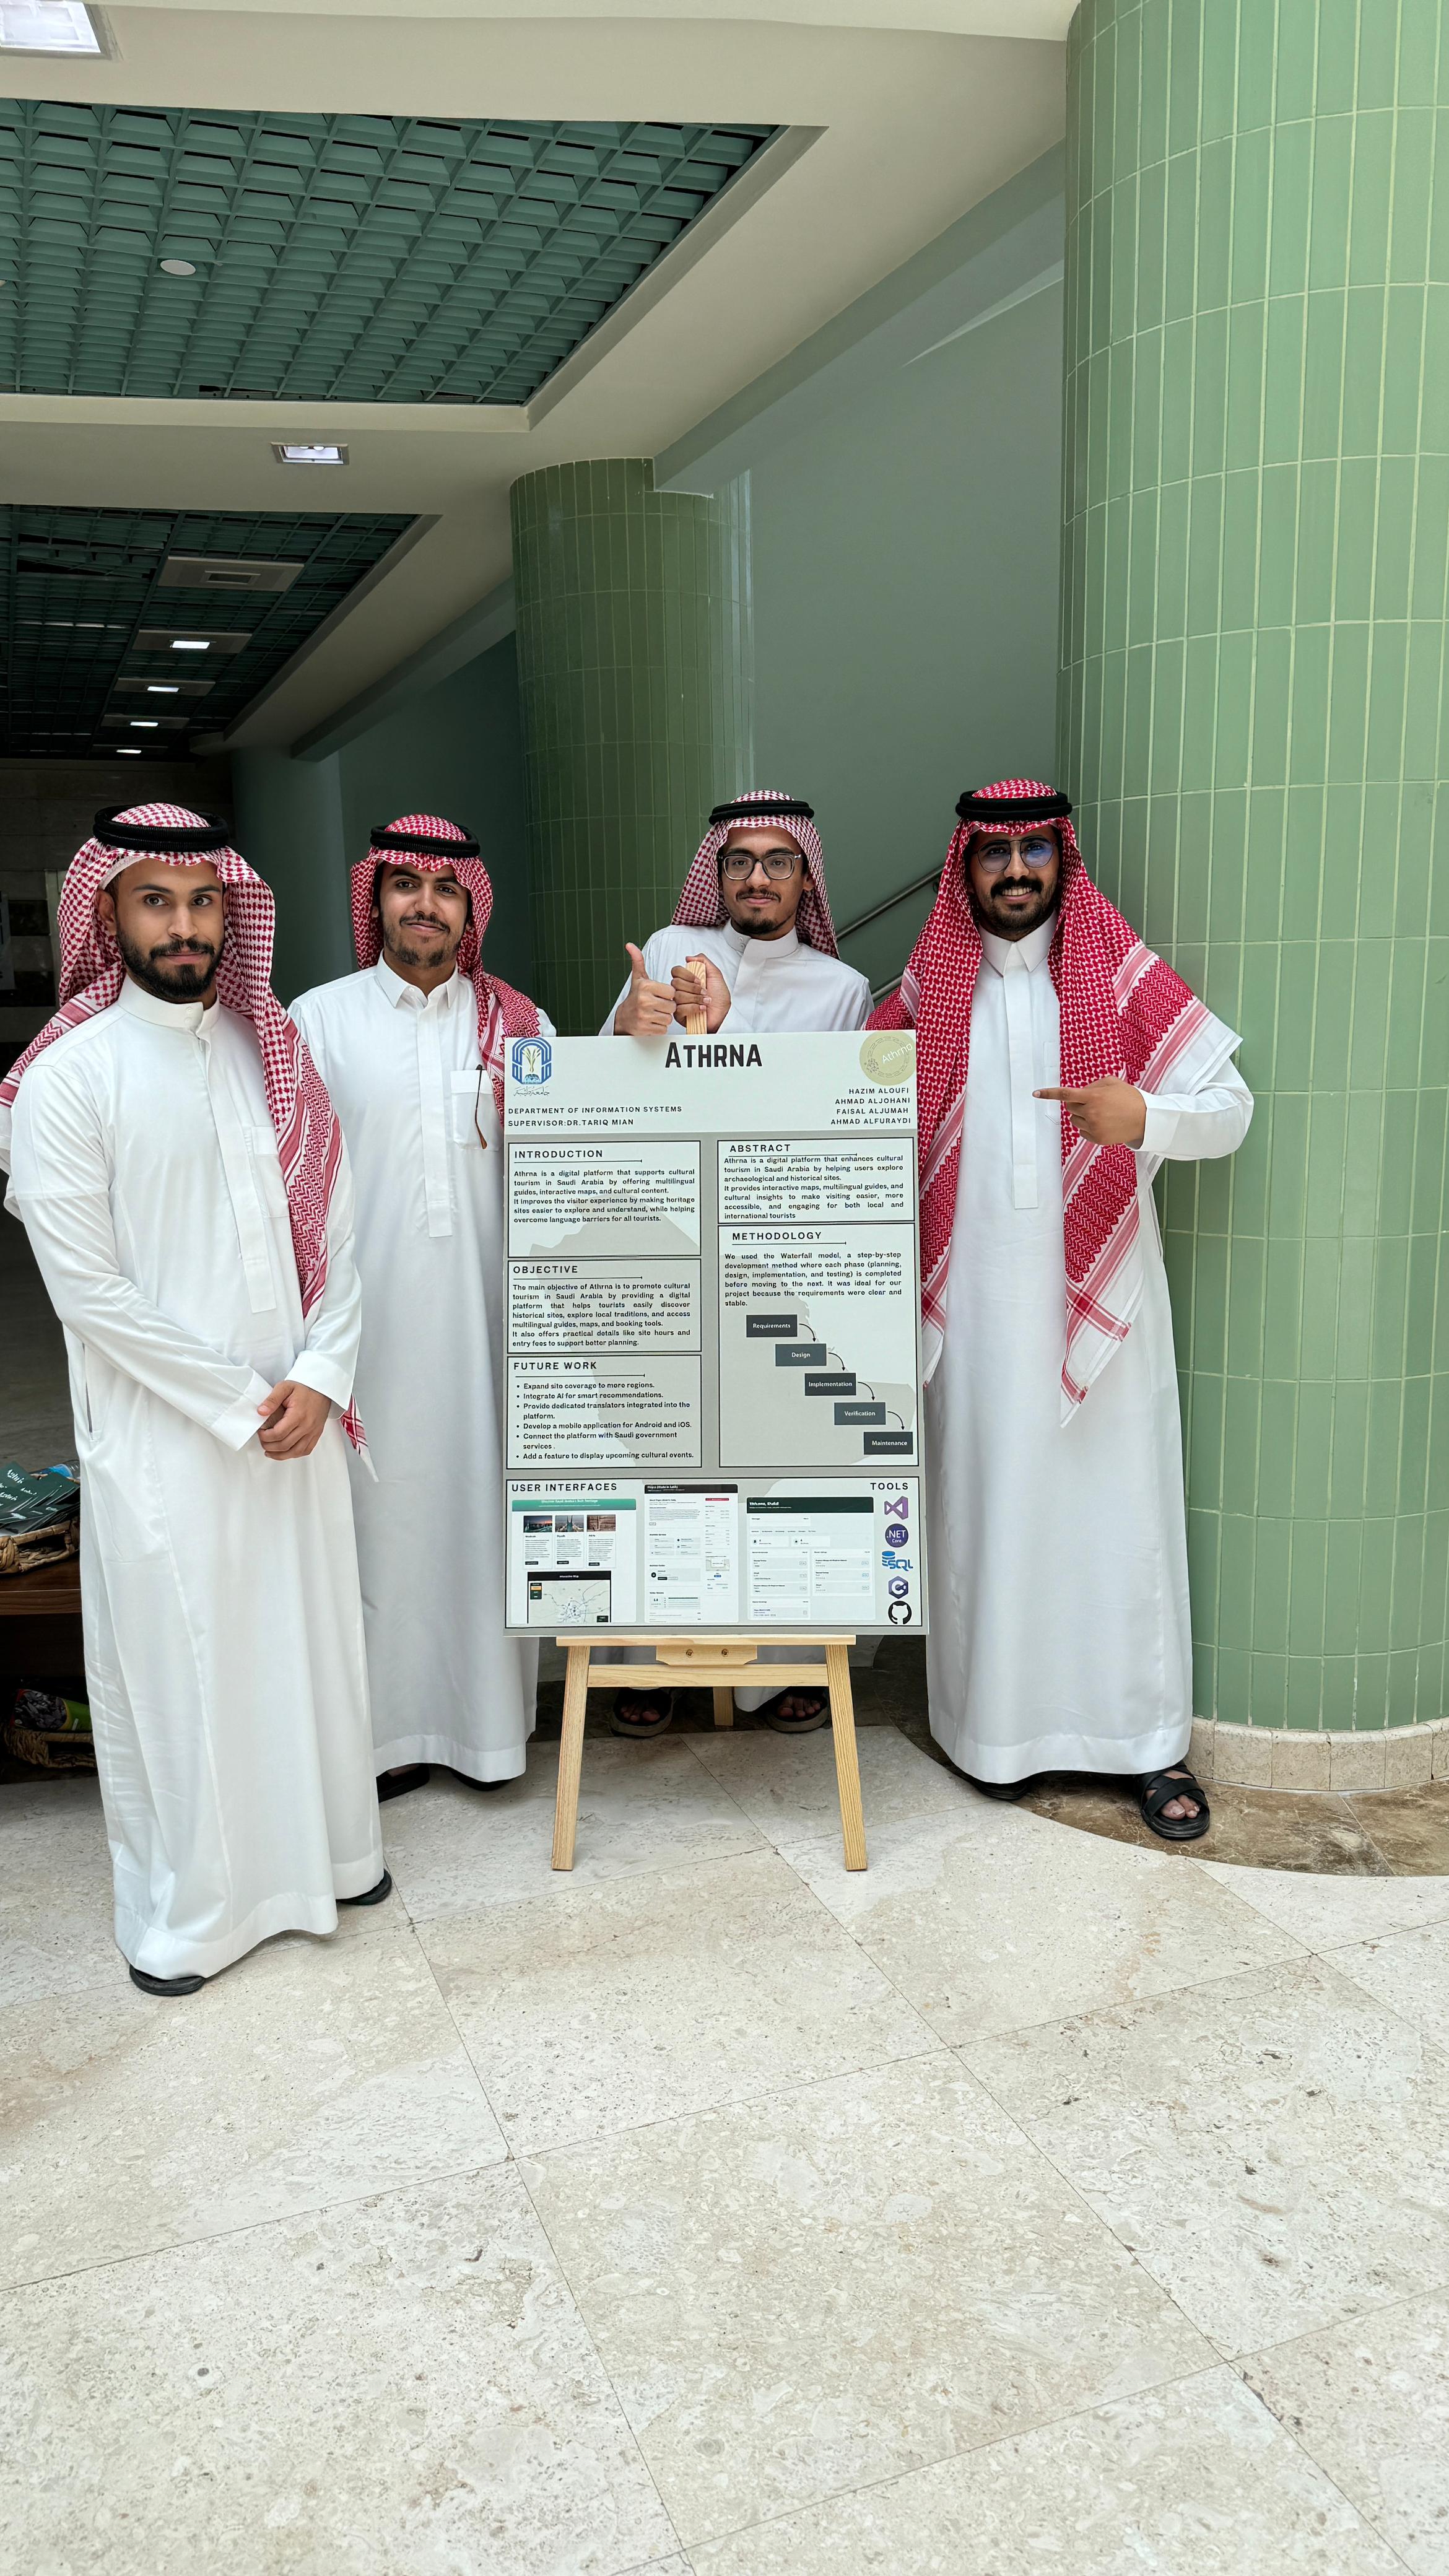 ATHRNA
Athrna
HAZIM ALOUFI
AHMAD ALJOHANI
FAISAL ALJUMAH
AHMAD ALFURAYDI
DEPARTMENT OF INFORMATION SYSTEMS
SUPERVISOR:DR.TARIQ MIAN
INTRODUCTION
Athrna is a digital platform that supports cultural
tourism in Saudi Arabia by offering multilingual
guides, interactive maps, and cultural content.
It improves the visitor experience by making heritage
sites easier to explore and understand, while helping
overcome language barriers for all tourists.
OBJECTIVE
The main objective of Athrna is to promote cultural
tourism in Saudi Arabia by providing a digital
platform that helps tourists easily discover
historical sites, explore local traditions, and access
multilingual guides, maps, and booking tools.
It also offers practical details like site hours and
entry fees to support better planning.
FUTURE WORK
• Expand site coverage to more regions.
• Integrate AI for smart recommendations.
• Provide dedicated translators integrated into the
platform.
• Develop a mobile application for Android and iOS.
• Connect the platform with Saudi government
services .
• Add a feature to display upcoming cultural events.
ABSTRACT
Athrna is a digital platform that enhances cultural
tourism in Saudi Arabia by helping users explore
archaeological and historical sites.
It provides interactive maps, multilingual guides, and
cultural insights to make visiting easier, more
accessible, and engaging for both local and
international tourists
METHODOLOGY
We used the Waterfall model, a step-by-step
development method where each phase (planning,
design, implementation, and testing) is completed
before moving to the next. It was ideal for our
project because the requirements were clear and
stable.
Requirements
Design
Implementation
Verification
Maintenance
USER INTERFACES
TOOLS
.NET
Core
SQL